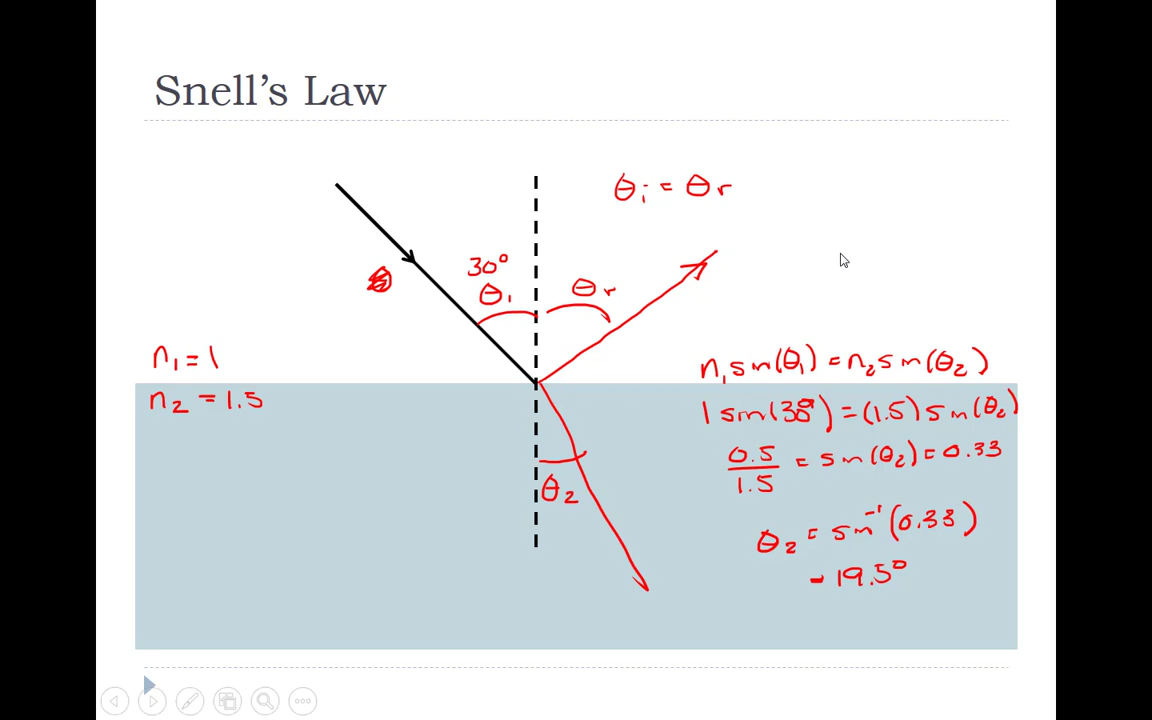 Snell's Law
θi = θr
30°
θ1
θr
n1 = 1
n2 = 1.5
n1 sin(θ1) = n2 sin(θ2)
1 sin(30°) = (1.5) sin(θ2)
0.5/1.5 = sin(θ2) = 0.33
θ2
θ2 = sin⁻¹(0.33)
= 19.5°